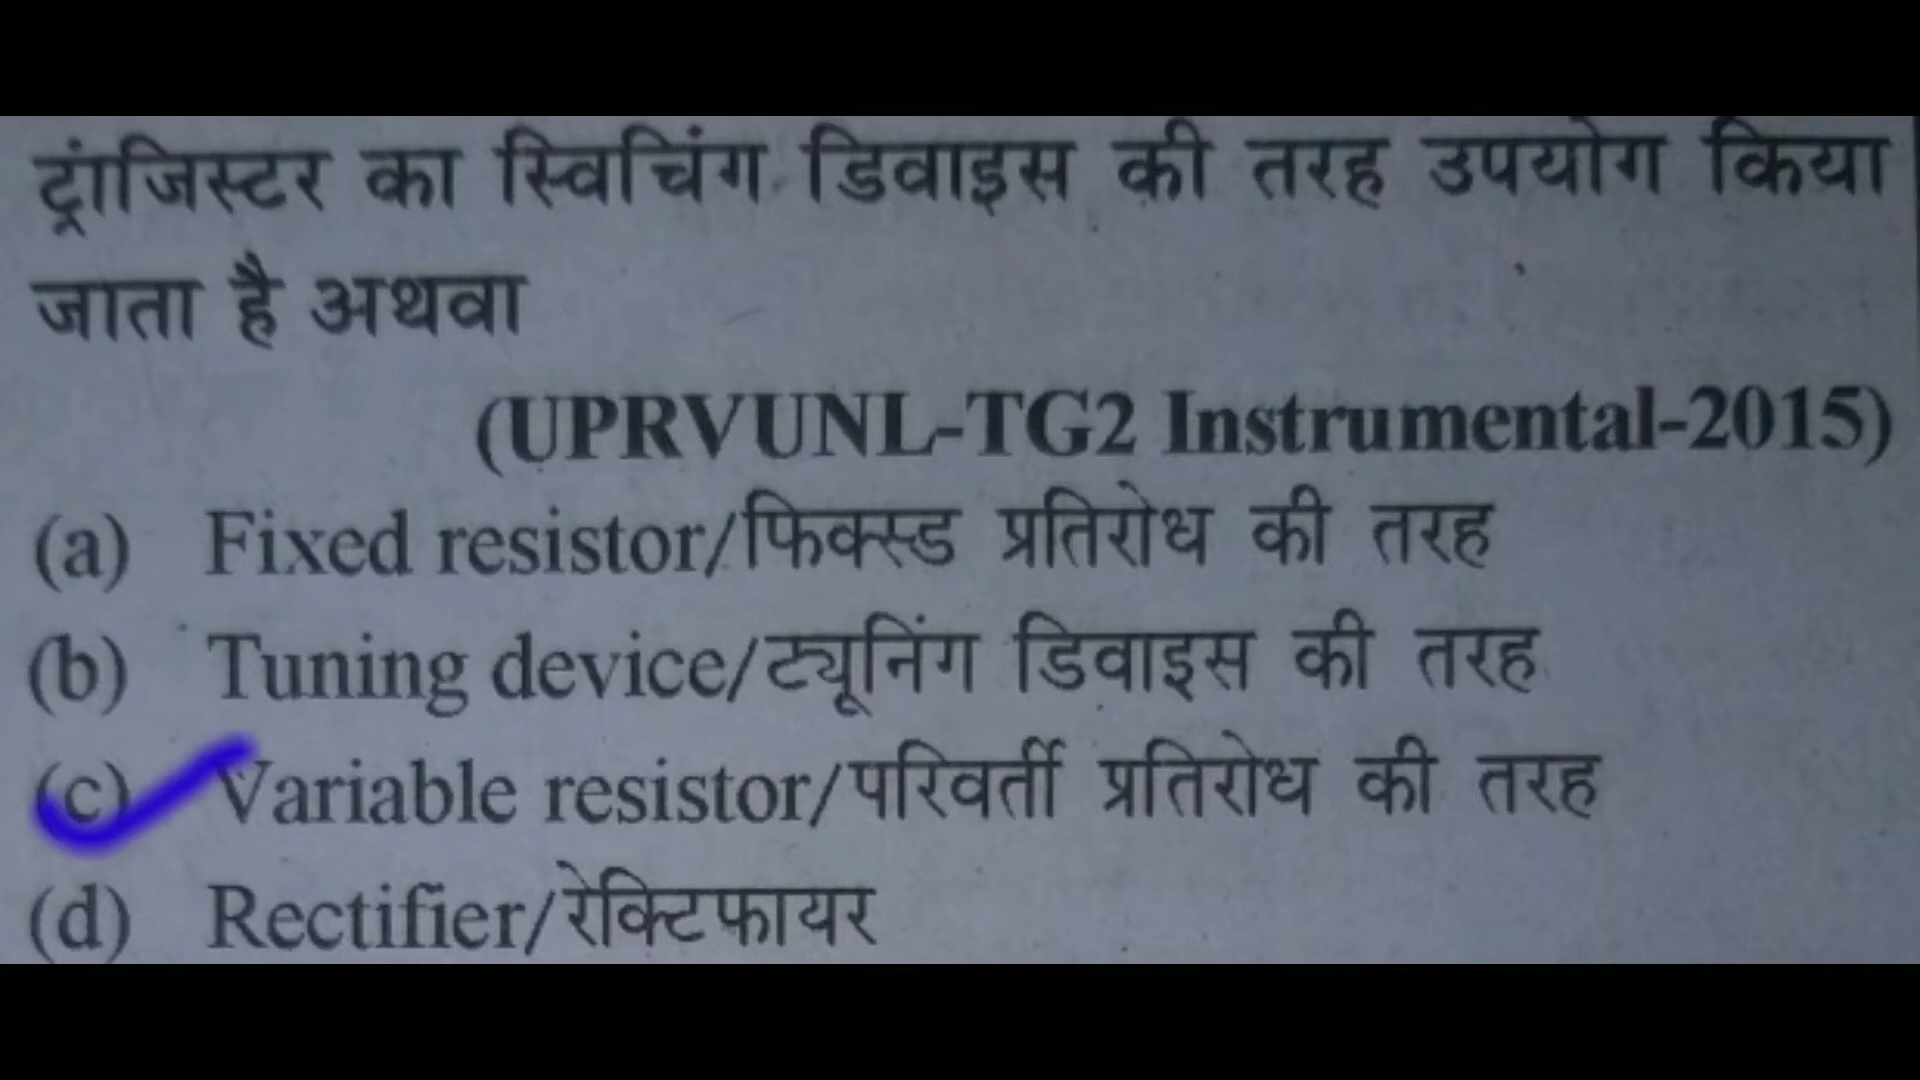 ट्रांजिस्टर का स्विचिंग डिवाइस की तरह उपयोग किया
जाता है अथवा
(UPRVUNL-TG2 Instrumental-2015)
(a) Fixed resistor/फिक्स्ड प्रतिरोध की तरह
(b) Tuning device/ट्यूनिंग डिवाइस की तरह
(c) Variable resistor/परिवर्ती प्रतिरोध की तरह
(d) Rectifier/रेक्टिफायर